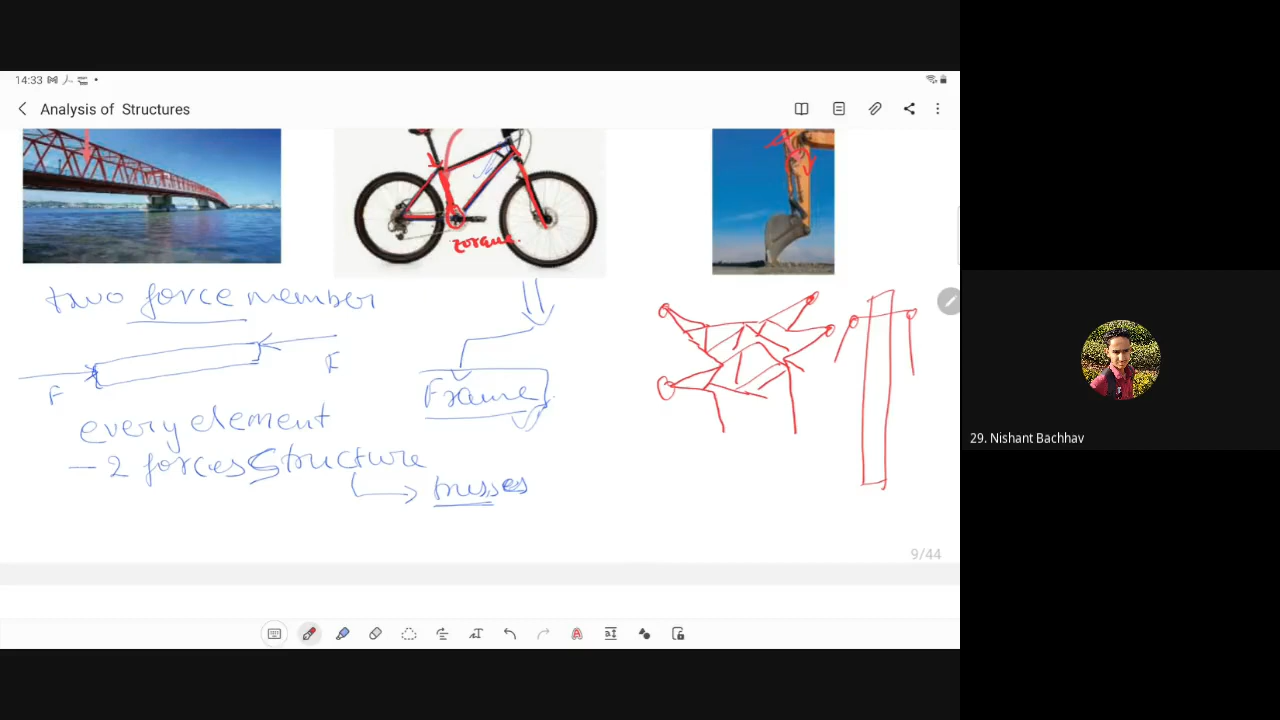 14:33
Analysis of Structures
torque.
two force member
F
F
Frame
every element
- 2 forces Structure
trusses
29. Nishant Bachhav
9/44